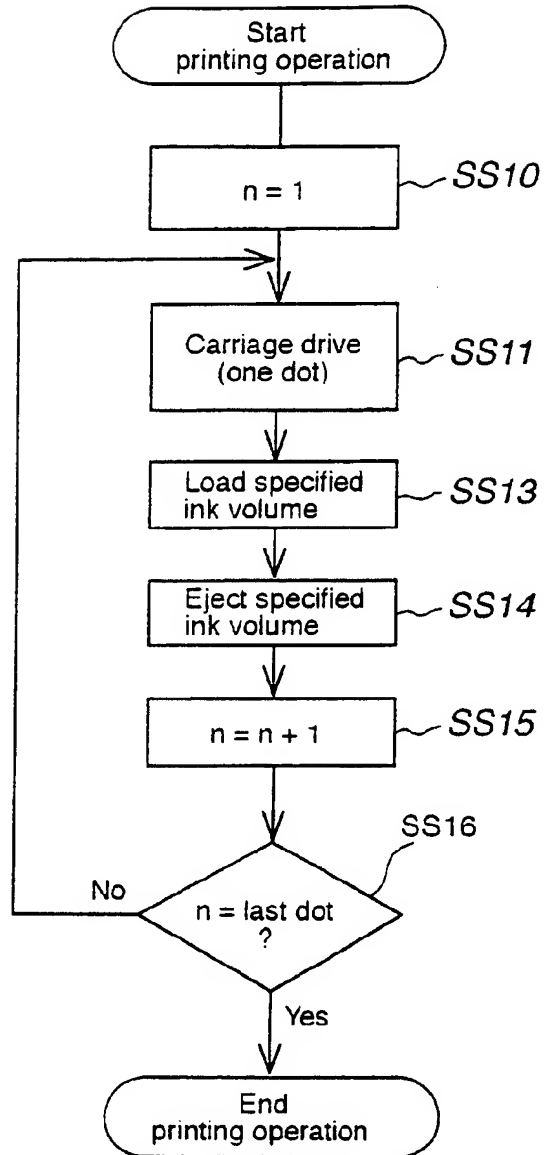 Start
printing operation
n = 1
SS10
Carriage drive
(one dot)
SS11
Load specified
ink volume
SS13
Eject specified
ink volume
SS14
n = n + 1
SS15
SS16
No
n = last dot
?
Yes
End
printing operation